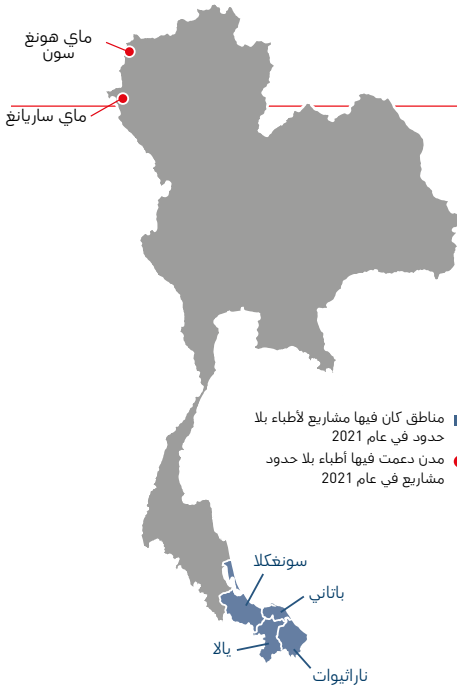 ماي هونغ
سون
ماي ساريانغ
مناطق كان فيها مشاريع لأطباء بلا
حدود في عام 2021
مدن دعمت فيها أطباء بلا حدود
مشاريع في عام 2021
سونغكلا
باتاني
يالا
ناراثيوات